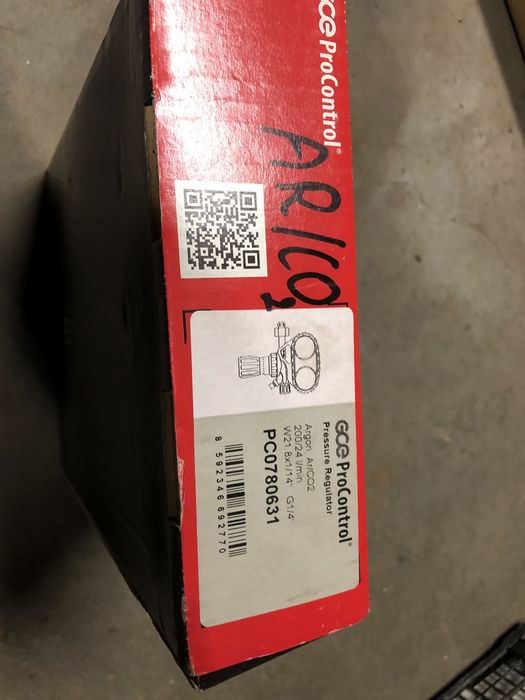 GCE ProControl®
AR/CO2
GCE ProControl®
Pressure Regulator
Argon, Ar/CO2
200/24 l/min
W21.8x1/14" G1/4"
PC0780631
8 592346 692770